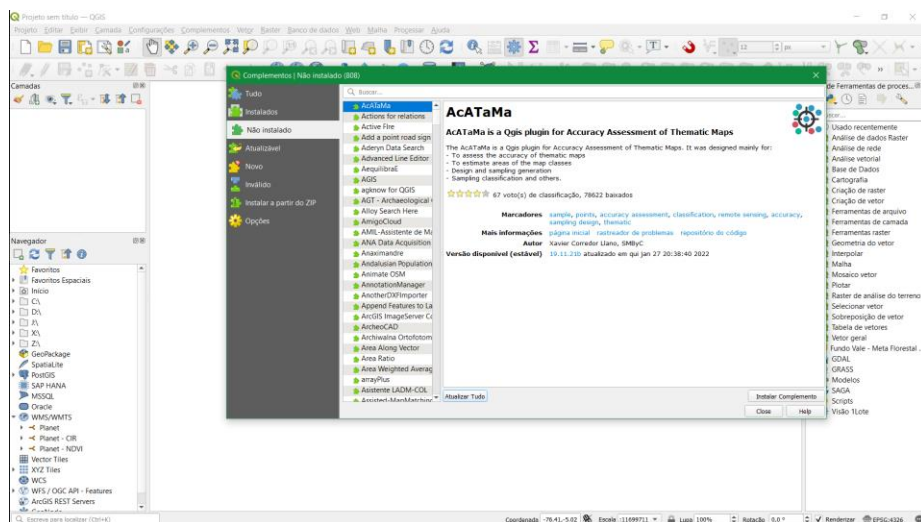 Projeto sem título — QGIS
Projeto Editar Exibir Camada Configurações Complementos Vetor Raster Banco de dados Web Malha Processar Ajuda
Camadas
Navegador
Favoritos
Favoritos Espaciais
Início
C:\
D:\
J:\
X:\
Z:\
GeoPackage
SpatiaLite
PostGIS
SAP HANA
MSSQL
Oracle
WMS/WMTS
Planet
Planet - CIR
Planet - NDVI
Vector Tiles
XYZ Tiles
WCS
WFS / OGC API - Features
ArcGIS REST Servers
Escreva para localizar (Ctrl+K)
Complementos | Não instalado (808)
Tudo
Instalados
Não instalado
Atualizável
Novo
Inválido
Instalar a partir do ZIP
Opções
Buscar...
AcATaMa
Actions for relations
Active Fire
Add a point road sign
Aderyn Data Search
Advanced Line Editor
AequilibraE
AGIS
agknow for QGIS
AGT - Archaeological
Alloy Search Here
AmigoCloud
AMIL-Assistente de
ANA Data Acquisition
Anaximandre
Andalusian Population
Animate OSM
AnnotationManager
AnotherDXFImporter
Append Features to La
ArcGIS ImageServer
ArcheoCAD
Archiwalna Ortofotom
Area Along Vector
Area Ratio
Area Weighted Averag
arrayPlus
Asistente LADM-COL
AcATaMa
AcATaMa is a Qgis plugin for Accuracy Assessment of Thematic Maps
The AcATaMa is a Qgis plugin for Accuracy Assessment of Thematic Maps. It was designed mainly for:
- To assess the accuracy of thematic maps
- To estimate areas of the map classes
- Design and sampling generation
- Sampling classification and others.
67 voto(s) de classificação, 78622 baixados
Marcadores sample, points, accuracy assessment, classification, remote sensing, accuracy,
sampling design, thematic
Mais informações página inicial rastreador de problemas repositório do código
Autor Xavier Corredor Llano, SMByC
Versão disponível (estável) 19.11.21b atualizado em qui jan 27 20:38:40 2022
Atualizar Tudo
Instalar Complemento
Close
Help
de Ferramentas de proces...
Usado recentemente
Análise de dados Raster
Análise de rede
Análise vetorial
Base de Dados
Cartografia
Criação de raster
Criação de vetor
Ferramentas de arquivo
Ferramentas de camada
Ferramentas raster
Geometria do vetor
Interpolar
Malha
Mosaico vetor
Plotar
Raster de análise do terreno
Selecionar vetor
Sobreposição de vetor
Tabela de vetores
Vetor geral
Fundo Vale - Meta Florestal
GDAL
GRASS
Modelos
SAGA
Scripts
Visão 1Lote
Coordenada -76.41,-5.02 Escala Lupa 100% Rotação 0,0 ° Renderizar EPSG:4326